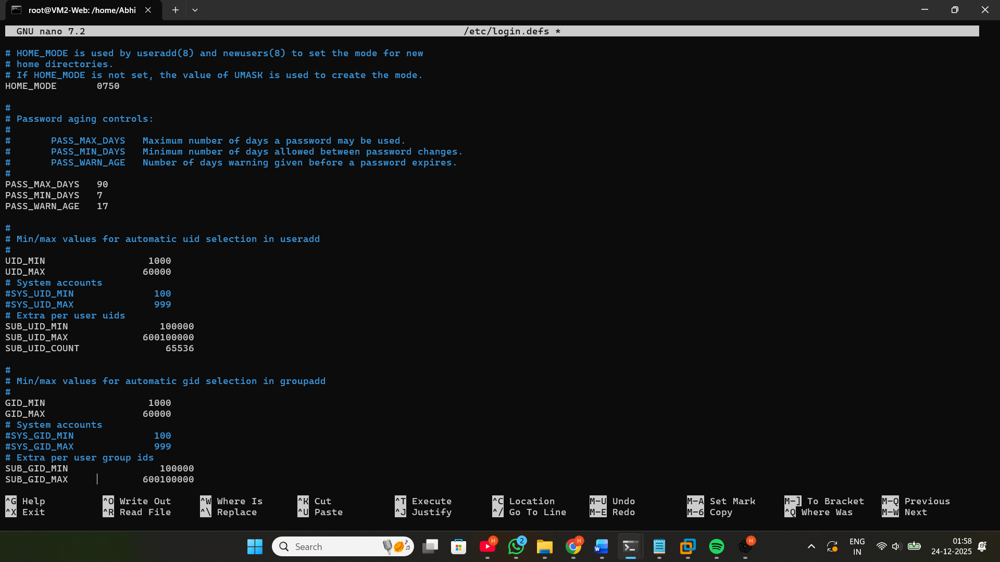 root@VM2-Web: /home/Abhi
GNU nano 7.2 /etc/login.defs *
# HOME_MODE is used by useradd(8) and newusers(8) to set the mode for new
# home directories.
# If HOME_MODE is not set, the value of UMASK is used to create the mode.
HOME_MODE 0750
#
# Password aging controls:
#
# PASS_MAX_DAYS Maximum number of days a password may be used.
# PASS_MIN_DAYS Minimum number of days allowed between password changes.
# PASS_WARN_AGE Number of days warning given before a password expires.
#
PASS_MAX_DAYS 90
PASS_MIN_DAYS 7
PASS_WARN_AGE 17
#
# Min/max values for automatic uid selection in useradd
#
UID_MIN 1000
UID_MAX 60000
# System accounts
#SYS_UID_MIN 100
#SYS_UID_MAX 999
# Extra per user uids
SUB_UID_MIN 100000
SUB_UID_MAX 600100000
SUB_UID_COUNT 65536
#
# Min/max values for automatic gid selection in groupadd
#
GID_MIN 1000
GID_MAX 60000
# System accounts
#SYS_GID_MIN 100
#SYS_GID_MAX 999
# Extra per user group ids
SUB_GID_MIN 100000
SUB_GID_MAX 600100000
^G Help ^O Write Out ^W Where Is ^K Cut ^T Execute ^C Location M-U Undo M-A Set Mark M-] To Bracket M-Q Previous
^X Exit ^R Read File ^\ Replace ^U Paste ^J Justify ^/ Go To Line M-E Redo M-6 Copy ^Q Where Was M-W Next
Search H 2 H W H ENG 01:58
IN 24-12-2025